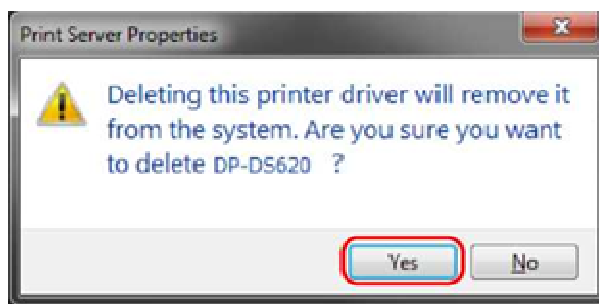 Print Server Properties
Deleting this printer driver will remove it
from the system. Are you sure you want
to delete DP-DS620 ?
Yes
No